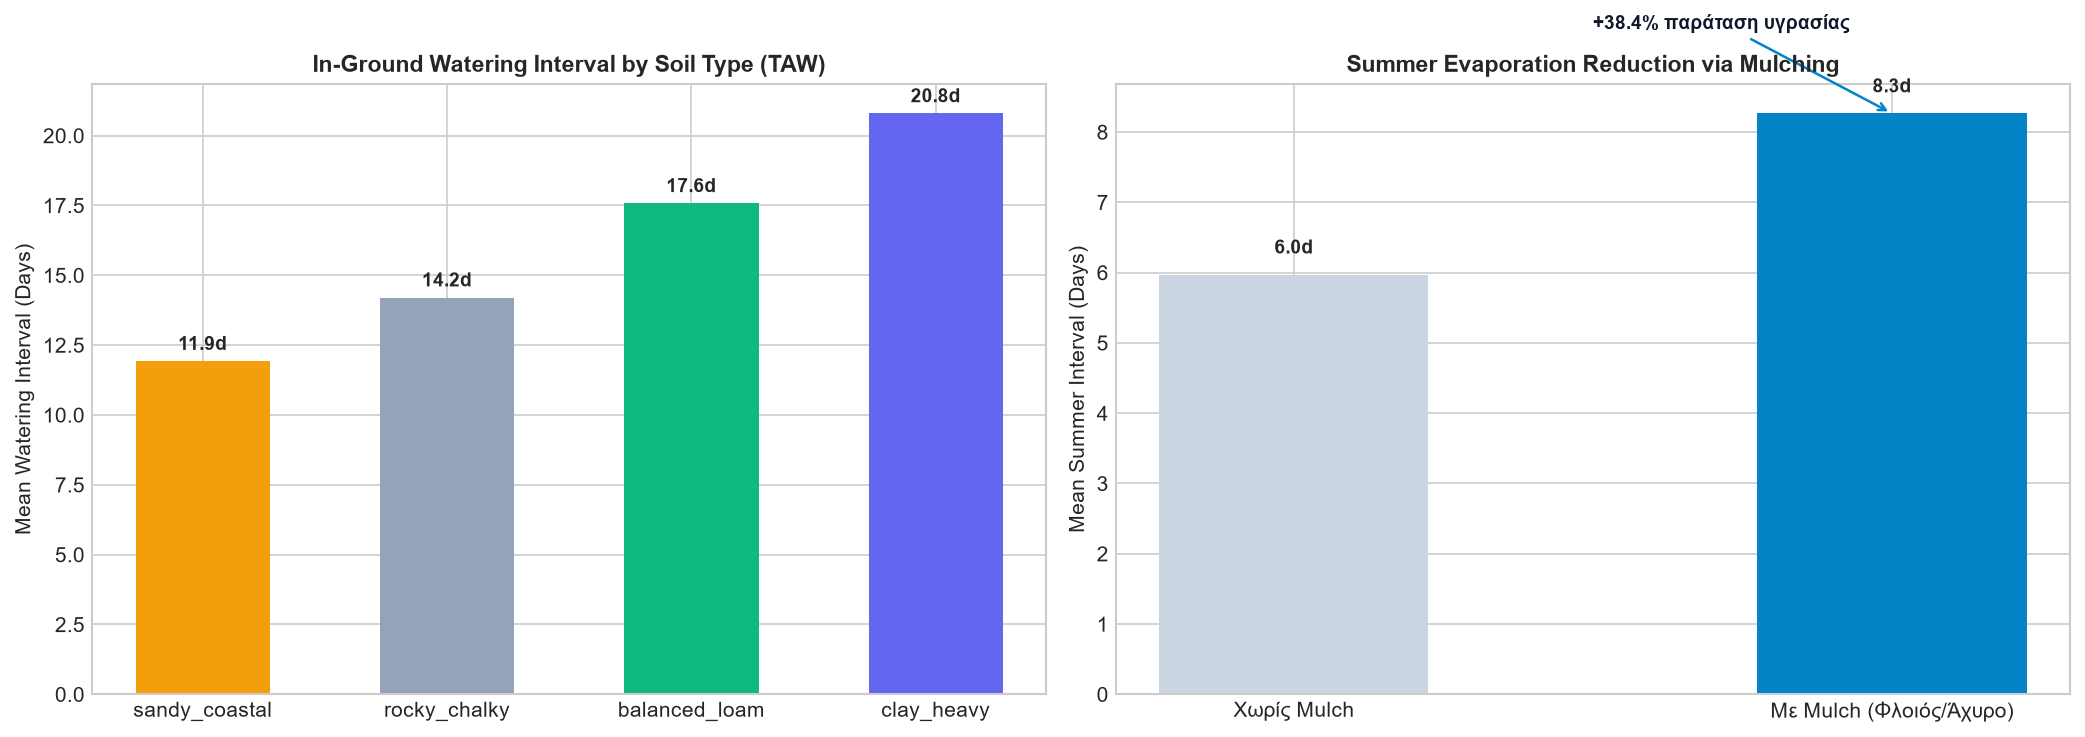 +38.4% παράταση υγρασίας
In-Ground Watering Interval by Soil Type (TAW)
Mean Watering Interval (Days)
20.0
17.5
15.0
12.5
10.0
7.5
5.0
2.5
0.0
11.9d
14.2d
17.6d
20.8d
sandy_coastal
rocky_chalky
balanced_loam
clay_heavy
Summer Evaporation Reduction via Mulching
Mean Summer Interval (Days)
8
7
6
5
4
3
2
1
0
6.0d
8.3d
Χωρίς Mulch
Με Mulch (Φλοιός/Άχυρο)